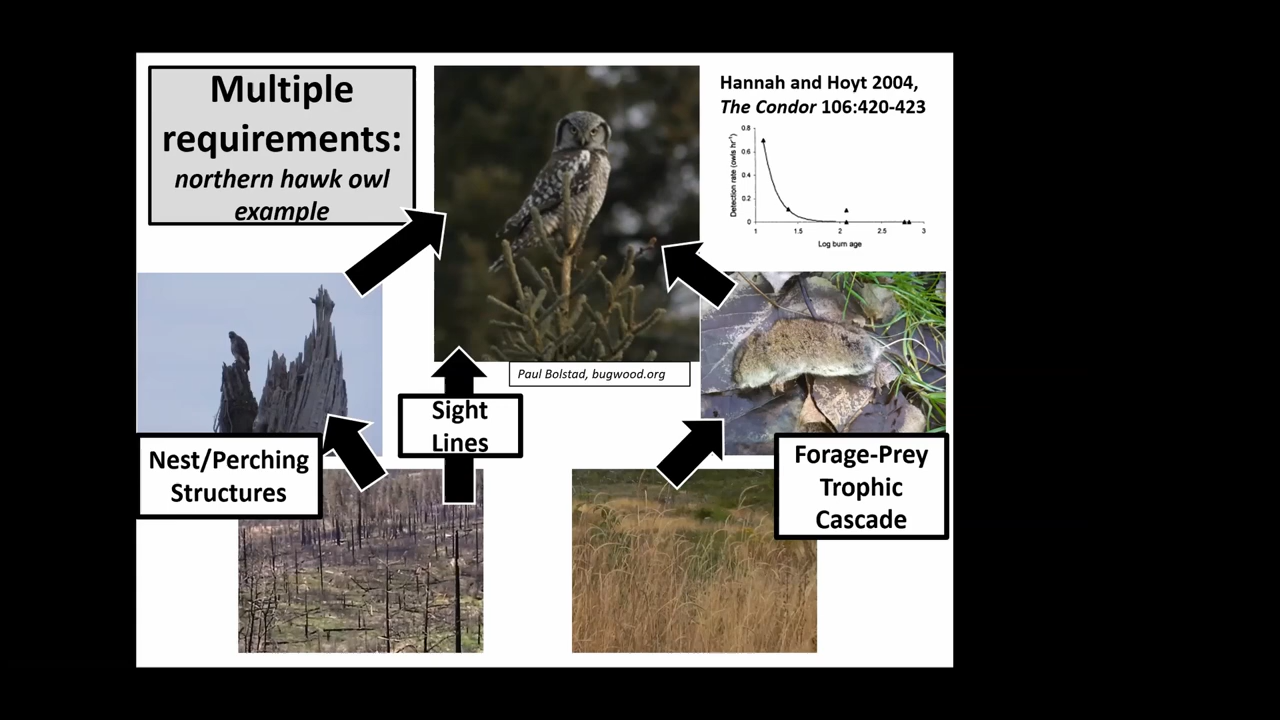 Multiple
requirements:
northern hawk owl
example
Hannah and Hoyt 2004,
The Condor 106:420-423
Detection rate (owls hr⁻¹)
0.8
0.6
0.4
0.2
0
1
1.5
2
2.5
3
Log burn age
Paul Bolstad, bugwood.org
Sight
Lines
Nest/Perching
Structures
Forage-Prey
Trophic
Cascade